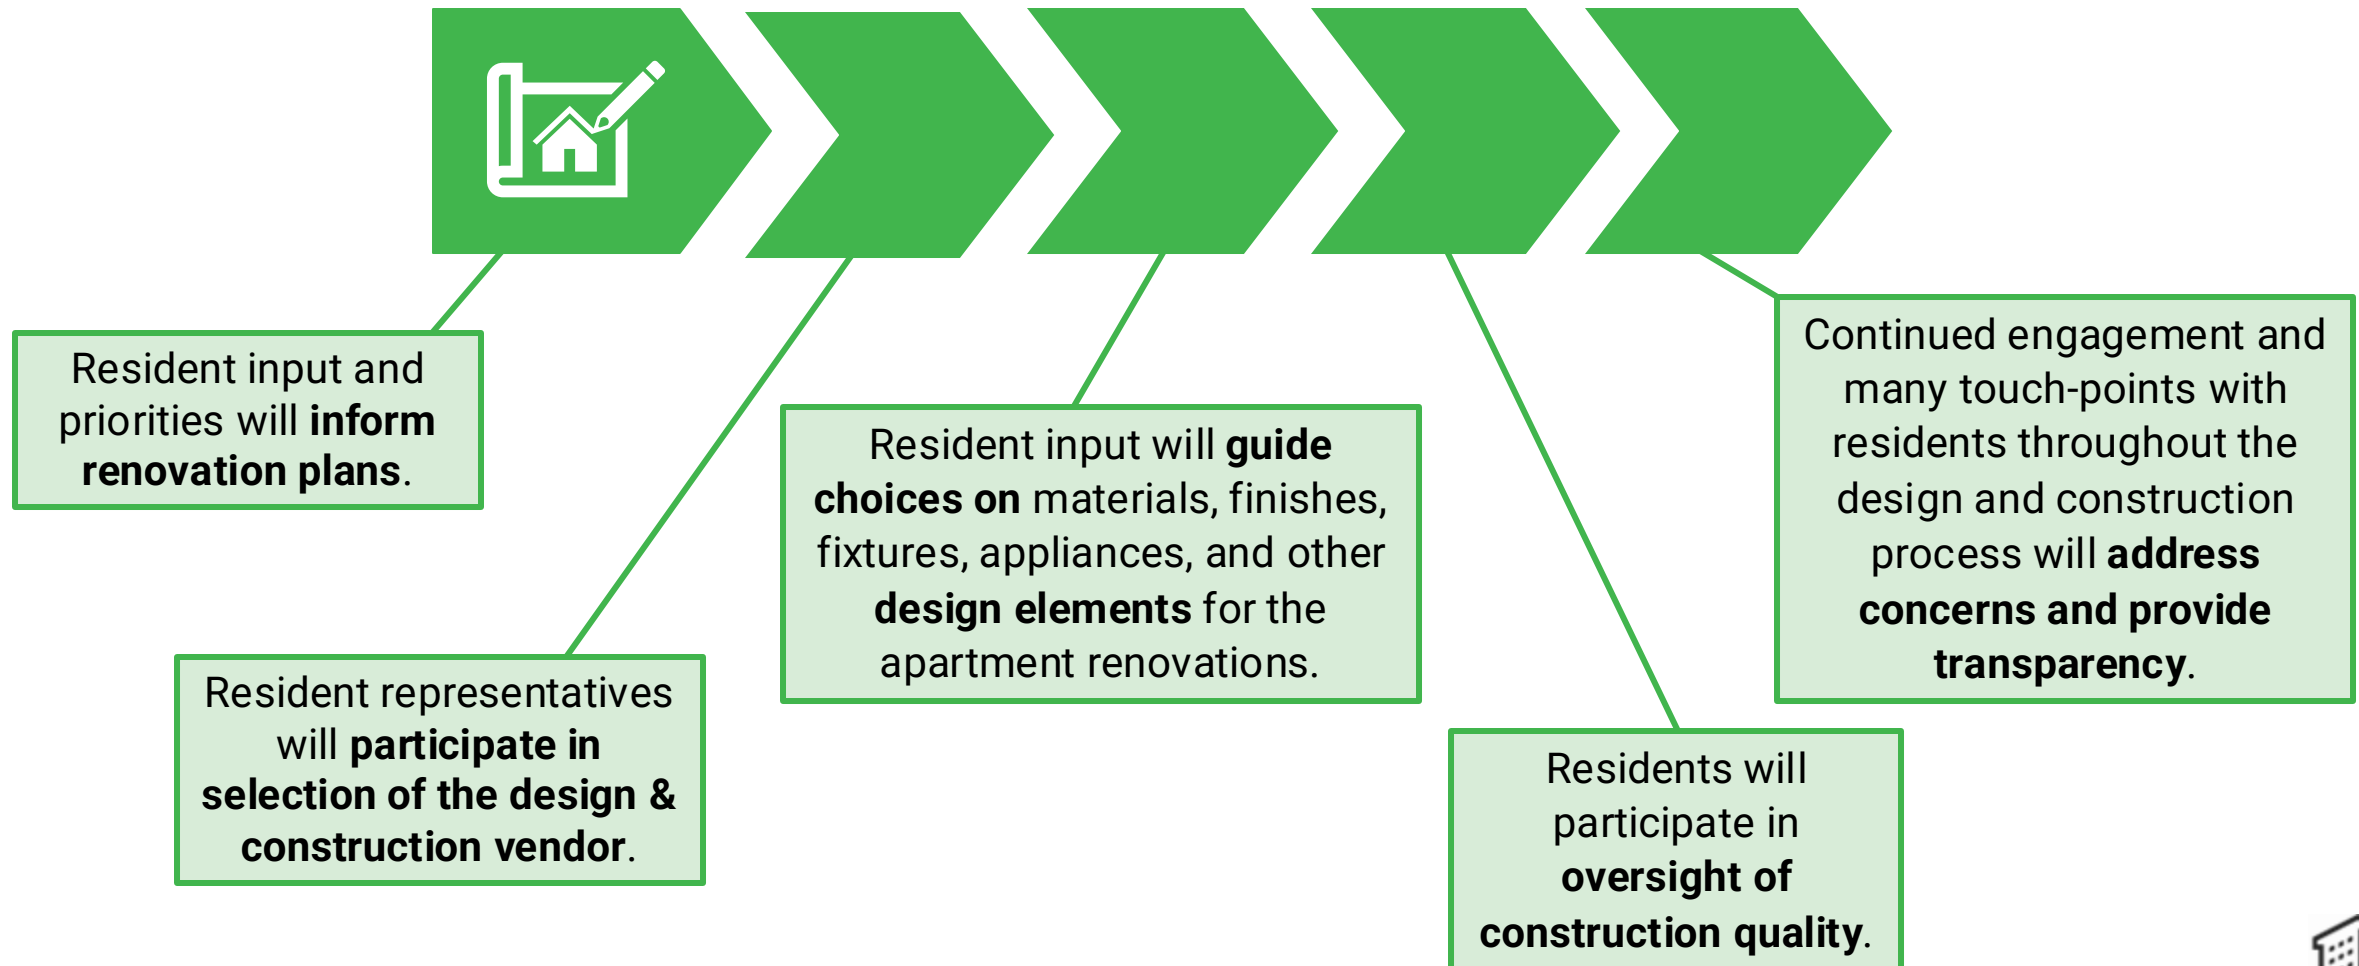 Resident input and
priorities will inform
renovation plans.
Resident representatives
will participate in
selection of the design &
construction vendor.
Resident input will guide
choices on materials, finishes,
fixtures, appliances, and other
design elements for the
apartment renovations.
Residents will
participate in
oversight of
construction quality.
Continued engagement and
many touch-points with
residents throughout the
design and construction
process will address
concerns and provide
transparency.